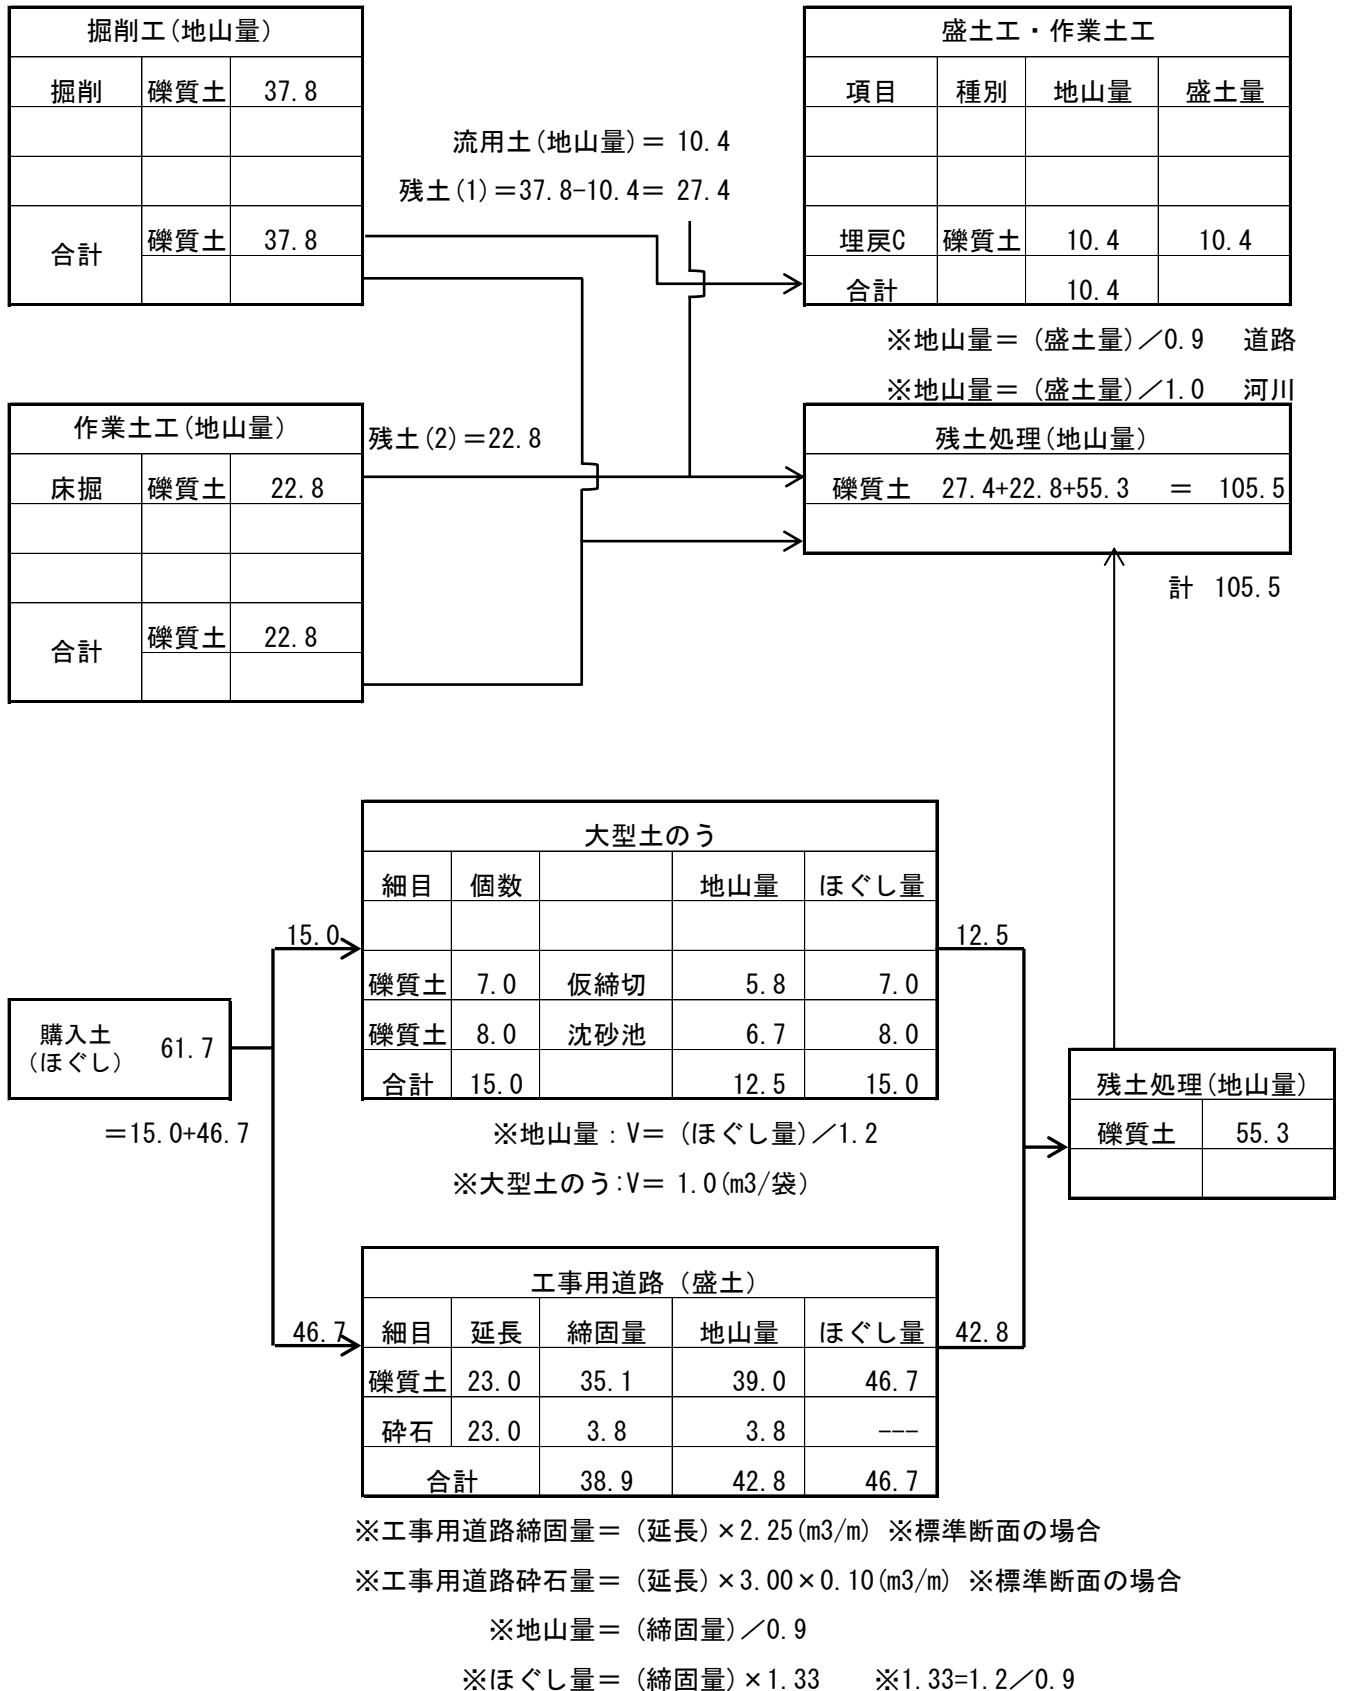 掘削工(地山量)
掘削 礫質土 37.8
合計 礫質土 37.8
流用土(地山量)＝ 10.4
残土(1)＝37.8-10.4＝ 27.4
盛土工・作業土工
項目 種別 地山量 盛土量
埋戻C 礫質土 10.4 10.4
合計 10.4
※地山量＝（盛土量）／0.9 道路
※地山量＝（盛土量）／1.0 河川
作業土工(地山量)
床掘 礫質土 22.8
合計 礫質土 22.8
残土(2)＝22.8
残土処理(地山量)
礫質土 27.4+22.8+55.3 ＝ 105.5
計 105.5
大型土のう
細目 個数 地山量 ほぐし量
15.0
12.5
礫質土 7.0 仮締切 5.8 7.0
礫質土 8.0 沈砂池 6.7 8.0
合計 15.0 12.5 15.0
購入土
（ほぐし）
61.7
＝15.0+46.7
※地山量：V＝（ほぐし量）／1.2
※大型土のう:V＝ 1.0(m3/袋)
残土処理(地山量)
礫質土 55.3
工事用道路（盛土）
46.7
細目 延長 締固量 地山量 ほぐし量
42.8
礫質土 23.0 35.1 39.0 46.7
砕石 23.0 3.8 3.8 ---
合計 38.9 42.8 46.7
※工事用道路締固量＝（延長）×2.25(m3/m) ※標準断面の場合
※工事用道路砕石量＝（延長）×3.00×0.10(m3/m) ※標準断面の場合
※地山量＝（締固量）／0.9
※ほぐし量＝（締固量）×1.33 ※1.33=1.2／0.9